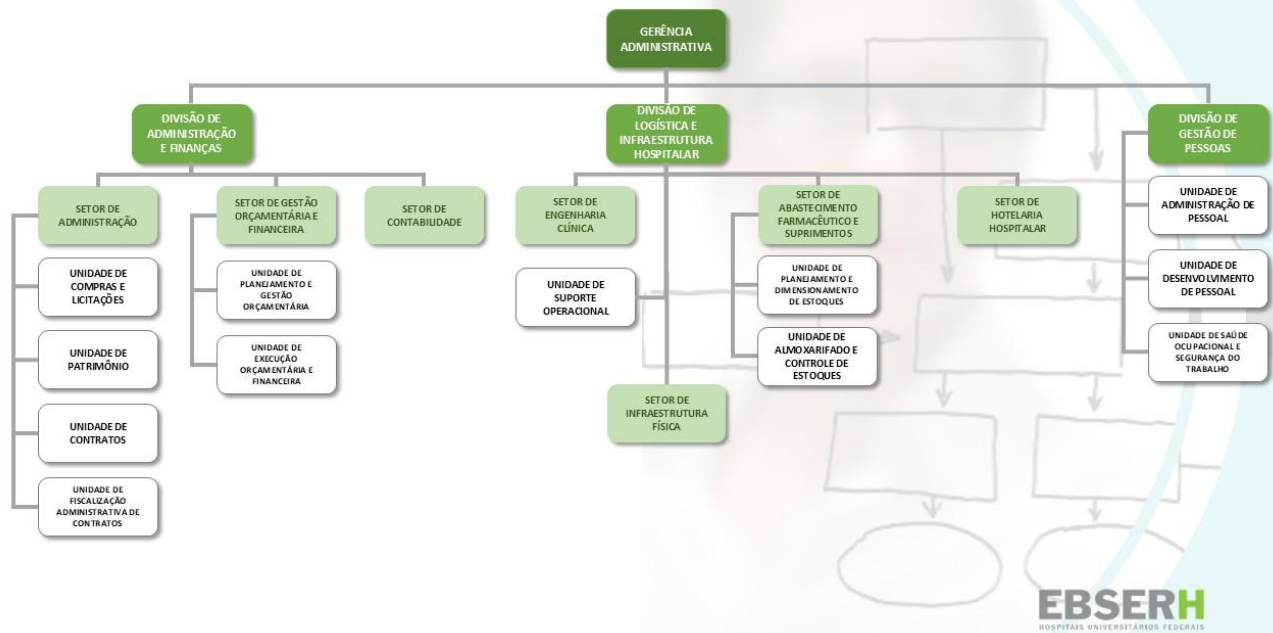 GERÊNCIA
ADMINISTRATIVA
DIVISÃO DE
ADMINISTRAÇÃO
E FINANÇAS
DIVISÃO DE
LOGÍSTICA E
INFRAESTRUTURA
HOSPITALAR
DIVISÃO DE
GESTÃO DE
PESSOAS
SETOR DE
ADMINISTRAÇÃO
SETOR DE GESTÃO
ORÇAMENTÁRIA E
FINANCEIRA
SETOR DE
CONTABILIDADE
SETOR DE
ENGENHARIA
CLÍNICA
SETOR DE
ABASTECIMENTO
FARMACÊUTICO E
SUPRIMENTOS
SETOR DE
HOTELARIA
HOSPITALAR
UNIDADE DE
ADMINISTRAÇÃO DE
PESSOAL
UNIDADE DE
COMPRAS E
LICITAÇÕES
UNIDADE DE
PLANEJAMENTO E
GESTÃO
ORÇAMENTÁRIA
UNIDADE DE
SUPORTE
OPERACIONAL
UNIDADE DE
PLANEJAMENTO E
DIMENSIONAMENTO
DE ESTOQUES
UNIDADE DE
DESENVOLVIMENTO
DE PESSOAL
UNIDADE DE
PATRIMÔNIO
UNIDADE DE
EXECUÇÃO
ORÇAMENTÁRIA E
FINANCEIRA
UNIDADE DE
ALMOXARIFADO E
CONTROLE DE
ESTOQUES
UNIDADE DE SAÚDE
OCUPACIONAL E
SEGURANÇA DO
TRABALHO
UNIDADE DE
CONTRATOS
SETOR DE
INFRAESTRUTURA
FÍSICA
UNIDADE DE
FISCALIZAÇÃO
ADMINISTRATIVA DE
CONTRATOS
EBSERH
HOSPITAIS UNIVERSITÁRIOS FEDERAIS